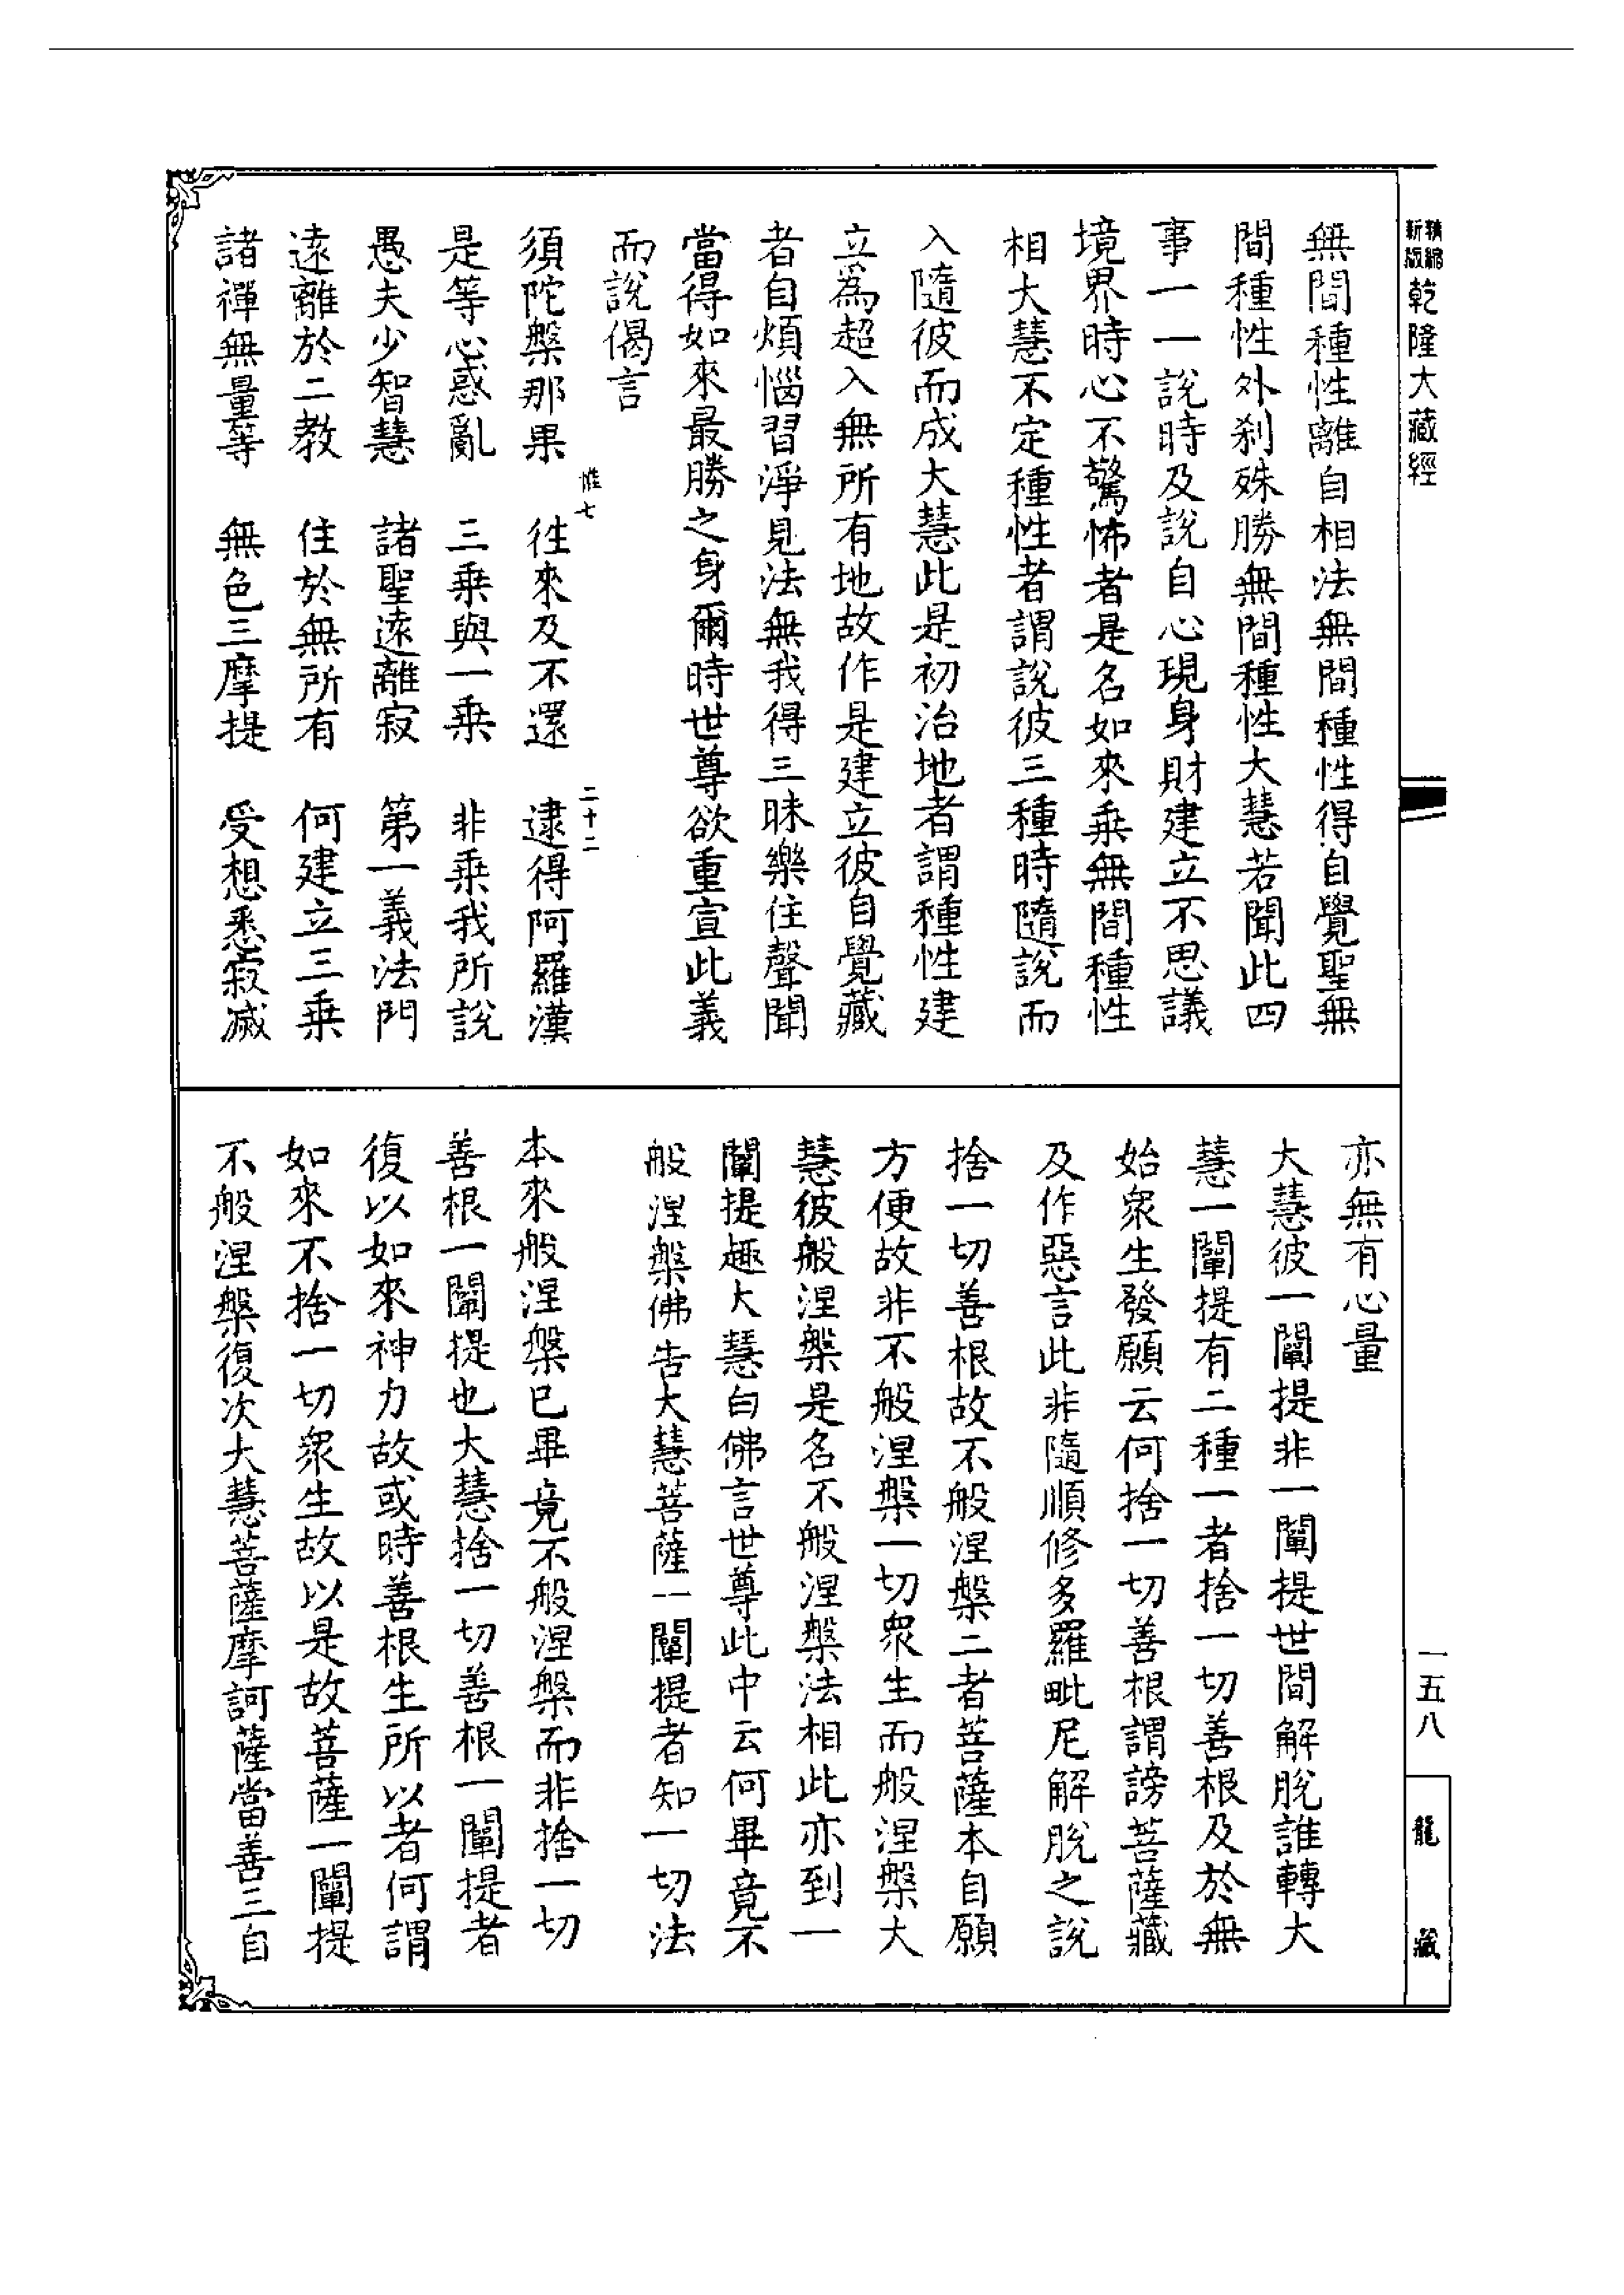 精縮新版乾隆大藏經
無間種性離自相法無間種性得自覺聖無
間種性外刹殊勝無間種性大慧若聞此四
事一一說時及說自心現身財建立不思議
境界時心不驚怖者是名如來乘無間種性
相大慧不定種性者謂說彼三種時隨說而
入隨彼而成大慧此是初治地者謂種性建
立為超入無所有地故作是建立彼自覺藏
者自煩惱習淨見法無我得三昧樂住聲聞
當得如來最勝之身爾時世尊欲重宣此義
而說偈言
惟七 二十二
須陀槃那果 往來及不還 逮得阿羅漢
是等心惑亂 三乘與一乘 非乘我所說
愚夫少智慧 諸聖遠離寂 第一義法門
遠離於二教 住於無所有 何建立三乘
諸禪無量等 無色三摩提 受想悉寂滅
亦無有心量
大慧彼一闡提非一闡提世間解脫誰轉大
慧一闡提有二種一者捨一切善根及於無
始眾生發願云何捨一切善根謂謗菩薩藏
及作惡言此非隨順修多羅毗尼解脫之說
捨一切善根故不般涅槃二者菩薩本自願
方便故非不般涅槃一切眾生而般涅槃大
慧彼般涅槃是名不般涅槃法相此亦到一
闡提趣大慧白佛言世尊此中云何畢竟不
般涅槃佛告大慧菩薩一闡提者知一切法
本來般涅槃已畢竟不般涅槃而非捨一切
善根一闡提也大慧捨一切善根一闡提者
復以如來神力故或時善根生所以者何謂
如來不捨一切眾生故以是故菩薩一闡提
不般涅槃復次大慧菩薩摩訶薩當善三自
一五八
龍藏